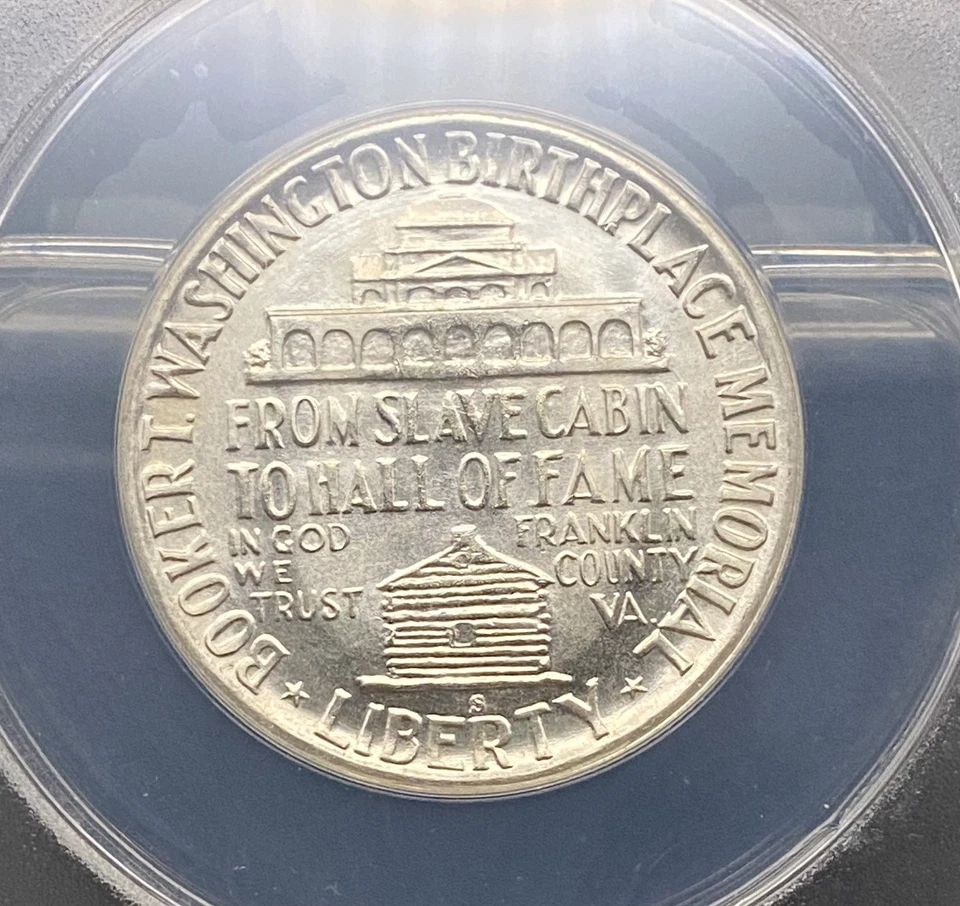 BOOKER T. WASHINGTON BIRTHPLACE MEMORIAL
FROM SLAVE CABIN
TO HALL OF FAME
IN GOD
WE
TRUST
FRANKLIN
COUNTY
VA.
S
LIBERTY